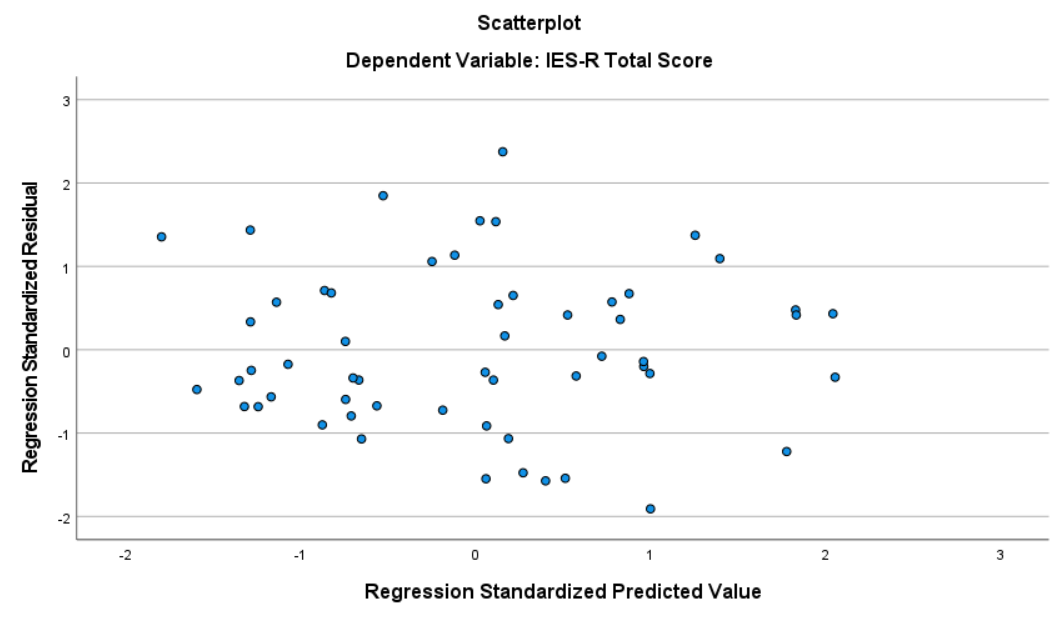 Scatterplot
Dependent Variable: IES-R Total Score
Regression Standardized Residual
3
2
1
0
-1
-2
-2 -1 0 1 2 3
Regression Standardized Predicted Value